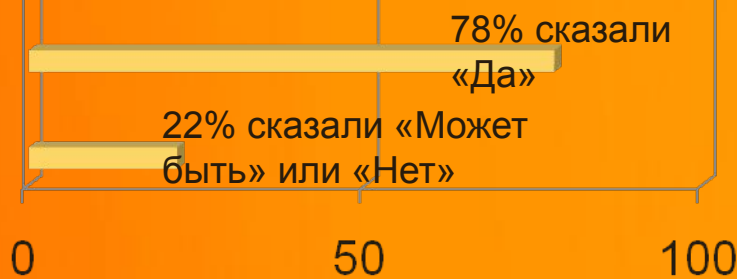 78% сказали
«Да»
22% сказали «Может
быть» или «Нет»
0 50 100